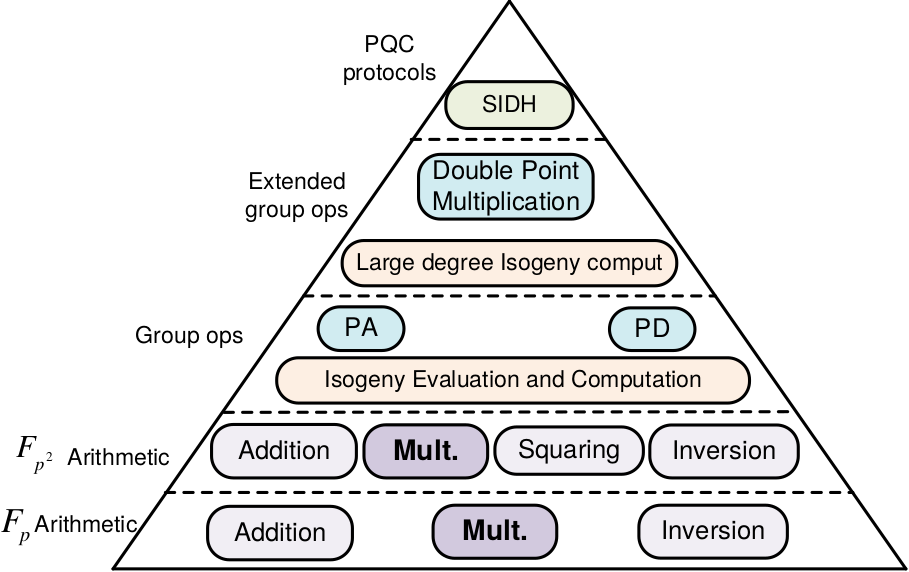 PQC
protocols
SIDH
Extended
group ops
Double Point
Multiplication
Large degree Isogeny comput
Group ops
PA
PD
Isogeny Evaluation and Computation
F_{p^2} Arithmetic
Addition
Mult.
Squaring
Inversion
F_p Arithmetic
Addition
Mult.
Inversion